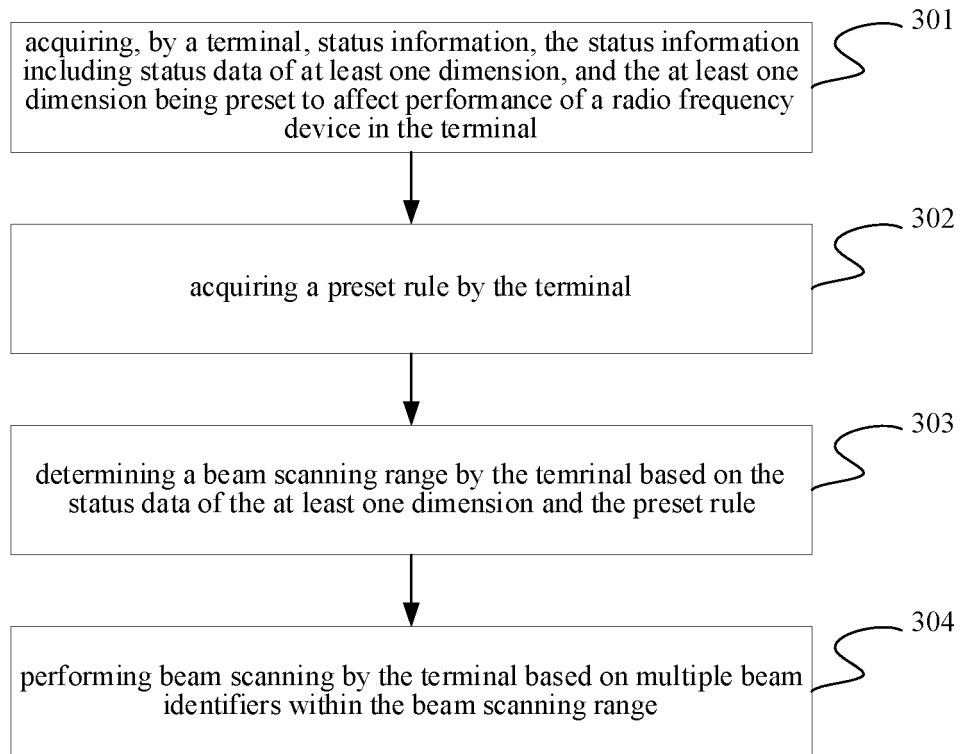 301
acquiring, by a terminal, status information, the status information
including status data of at least one dimension, and the at least one
dimension being preset to affect performance of a radio frequency
device in the terminal
302
acquiring a preset rule by the terminal
303
determining a beam scanning range by the temrinal based on the
status data of the at least one dimension and the preset rule
304
performing beam scanning by the terminal based on multiple beam
identifiers within the beam scanning range